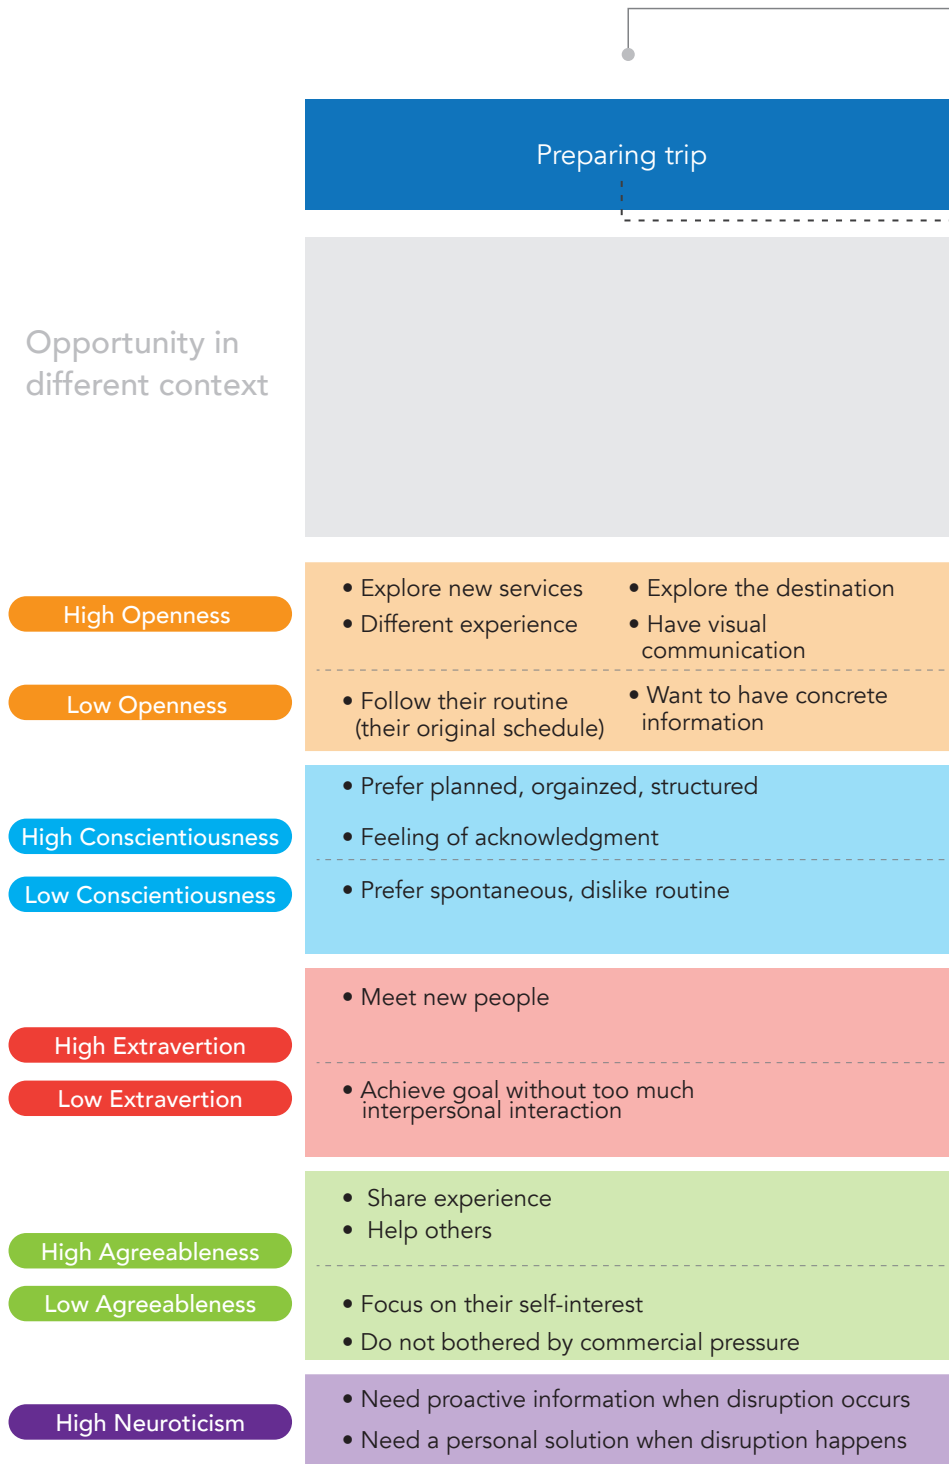 Preparing trip
Opportunity in
different context
High Openness
• Explore new services
• Different experience
• Explore the destination
• Have visual
communication
Low Openness
• Follow their routine
(their original schedule)
• Want to have concrete
information
High Conscientiousness
• Prefer planned, orgainzed, structured
• Feeling of acknowledgment
Low Conscientiousness
• Prefer spontaneous, dislike routine
High Extravertion
• Meet new people
Low Extravertion
• Achieve goal without too much
interpersonal interaction
High Agreeableness
• Share experience
• Help others
Low Agreeableness
• Focus on their self-interest
• Do not bothered by commercial pressure
High Neuroticism
• Need proactive information when disruption occurs
• Need a personal solution when disruption happens